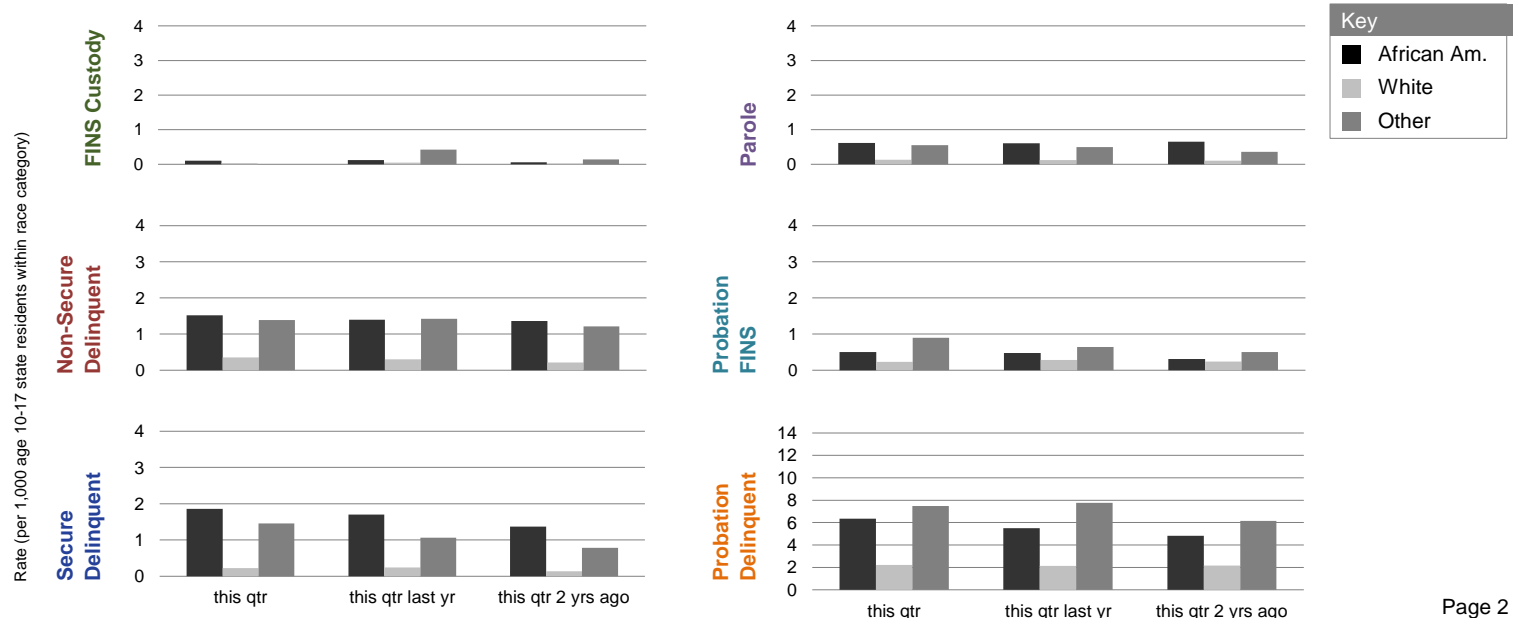 Rate (per 1,000 age 10-17 state residents within race category)
FINS Custody
4
3
2
1
0
Parole
4
3
2
1
0
Key
African Am.
White
Other
Non-Secure
Delinquent
4
3
2
1
0
Probation
FINS
4
3
2
1
0
Secure
Delinquent
4
3
2
1
0
this qtr
this qtr last yr
this qtr 2 yrs ago
Probation
Delinquent
14
12
10
8
6
4
2
0
this qtr
this qtr last yr
this qtr 2 yrs ago
Page 2